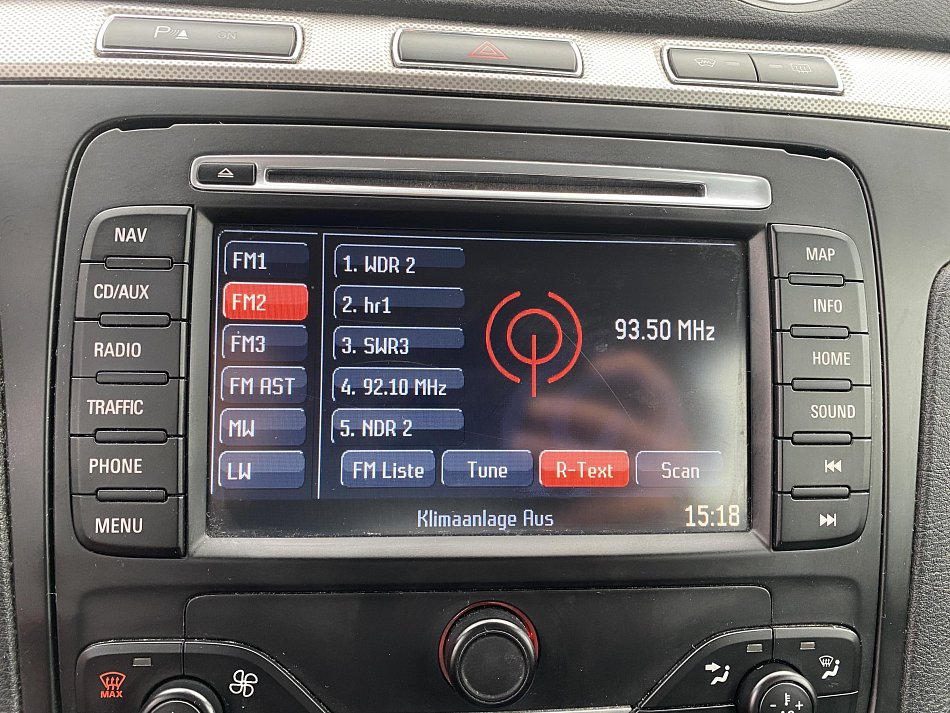 P ON
NAV
CD/AUX
RADIO
TRAFFIC
PHONE
MENU
FM1
FM2
FM3
FM AST
MW
LW
1. WDR 2
2. hr1
3. SWR3
4. 92.10 MHz
5. NDR 2
93.50 MHz
FM Liste
Tune
R-Text
Scan
Klimaanlage Aus
15:18
MAP
INFO
HOME
SOUND
MAX
- +